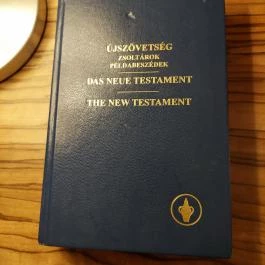 ÚJSZÖVETSÉG
ZSOLTÁROK
PÉLDABESZÉDEK
DAS NEUE TESTAMENT
THE NEW TESTAMENT